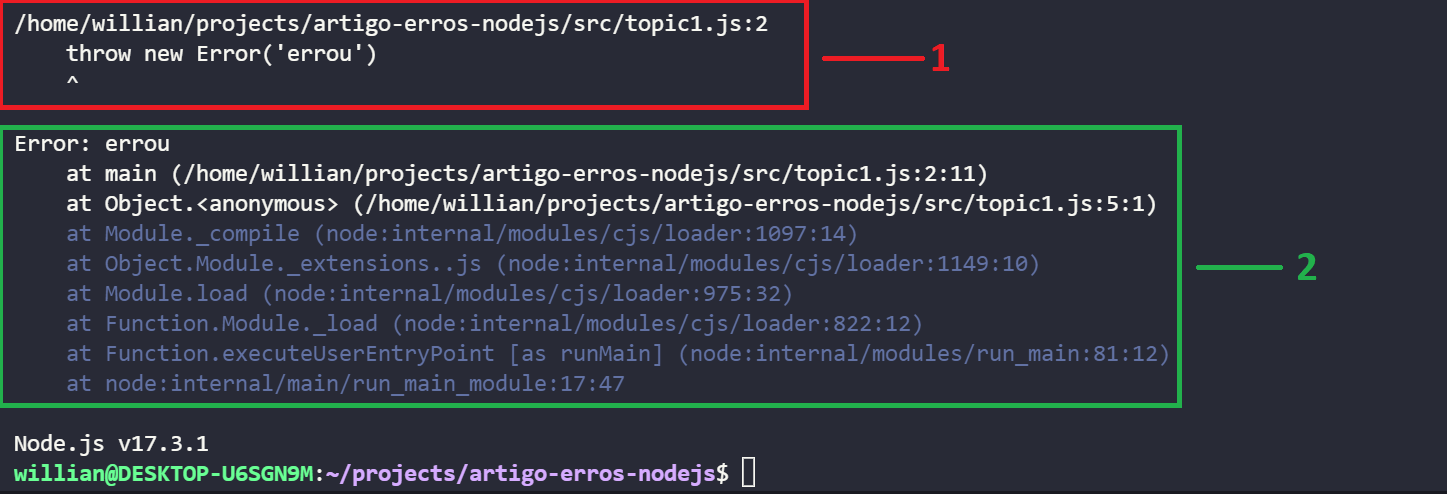 /home/willian/projects/artigo-erros-nodejs/src/topic1.js:2
    throw new Error('errou')
    ^
1
Error: errou
    at main (/home/willian/projects/artigo-erros-nodejs/src/topic1.js:2:11)
    at Object.<anonymous> (/home/willian/projects/artigo-erros-nodejs/src/topic1.js:5:1)
    at Module._compile (node:internal/modules/cjs/loader:1097:14)
    at Object.Module._extensions..js (node:internal/modules/cjs/loader:1149:10)
    at Module.load (node:internal/modules/cjs/loader:975:32)
    at Function.Module._load (node:internal/modules/cjs/loader:822:12)
    at Function.executeUserEntryPoint [as runMain] (node:internal/modules/run_main:81:12)
    at node:internal/main/run_main_module:17:47
2
Node.js v17.3.1
willian@DESKTOP-U6SGN9M:~/projects/artigo-erros-nodejs$